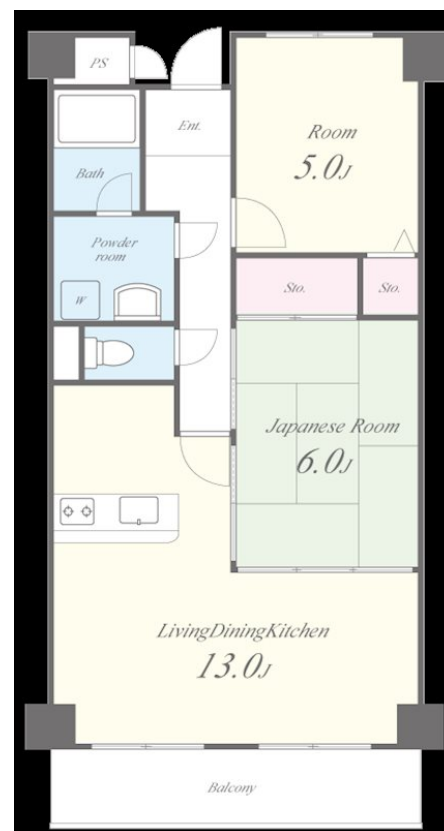 PS
Ent.
Room
5.0J
Bath
Powder
room
W
Sto.
Sto.
Japanese Room
6.0J
LivingDiningKitchen
13.0J
Balcony